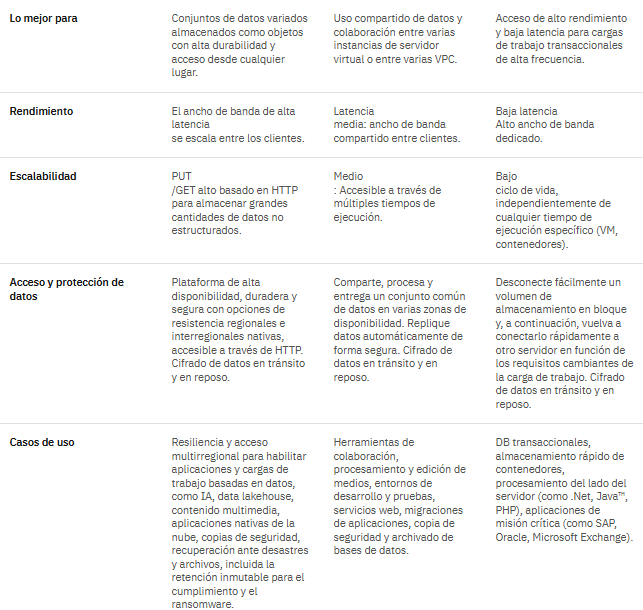 Lo mejor para
Conjuntos de datos variados
almacenados como objetos
con alta durabilidad y
acceso desde cualquier
lugar.
Uso compartido de datos y
colaboración entre varias
instancias de servidor
virtual o entre varias VPC.
Acceso de alto rendimiento
y baja latencia para cargas
de trabajo transaccionales
de alta frecuencia.
Rendimiento
El ancho de banda de alta
latencia
se escala entre los clientes.
Latencia
media: ancho de banda
compartido entre clientes.
Baja latencia
Alto ancho de banda
dedicado.
Escalabilidad
PUT
/GET alto basado en HTTP
para almacenar grandes
cantidades de datos no
estructurados.
Medio
: Accesible a través de
múltiples tiempos de
ejecución.
Bajo
ciclo de vida,
independientemente de
cualquier tiempo de
ejecución específico (VM,
contenedores).
Acceso y protección de
datos
Plataforma de alta
disponibilidad, duradera y
segura con opciones de
resistencia regionales e
interregionales nativas,
accesible a través de HTTP.
Cifrado de datos en tránsito
y en reposo.
Comparte, procesa y
entrega un conjunto común
de datos en varias zonas de
disponibilidad. Replique
datos automáticamente de
forma segura. Cifrado de
datos en tránsito y en
reposo.
Desconecte fácilmente un
volumen de
almacenamiento en bloque
y, a continuación, vuelva a
conectarlo rápidamente a
otro servidor en función de
los requisitos cambiantes de
la carga de trabajo. Cifrado
de datos en tránsito y en
reposo.
Casos de uso
Resiliencia y acceso
multirregional para habilitar
aplicaciones y cargas de
trabajo basadas en datos,
como IA, data lakehouse,
contenido multimedia,
aplicaciones nativas de la
nube, copias de seguridad,
recuperación ante desastres
y archivos, incluida la
retención inmutable para el
cumplimiento y el
ransomware.
Herramientas de
colaboración,
procesamiento y edición de
medios, entornos de
desarrollo y pruebas,
servicios web, migraciones
de aplicaciones, copia de
seguridad y archivado de
bases de datos.
DB transaccionales,
almacenamiento rápido de
contenedores,
procesamiento del lado del
servidor (como .Net, Java™,
PHP), aplicaciones de
misión crítica (como SAP,
Oracle, Microsoft Exchange).